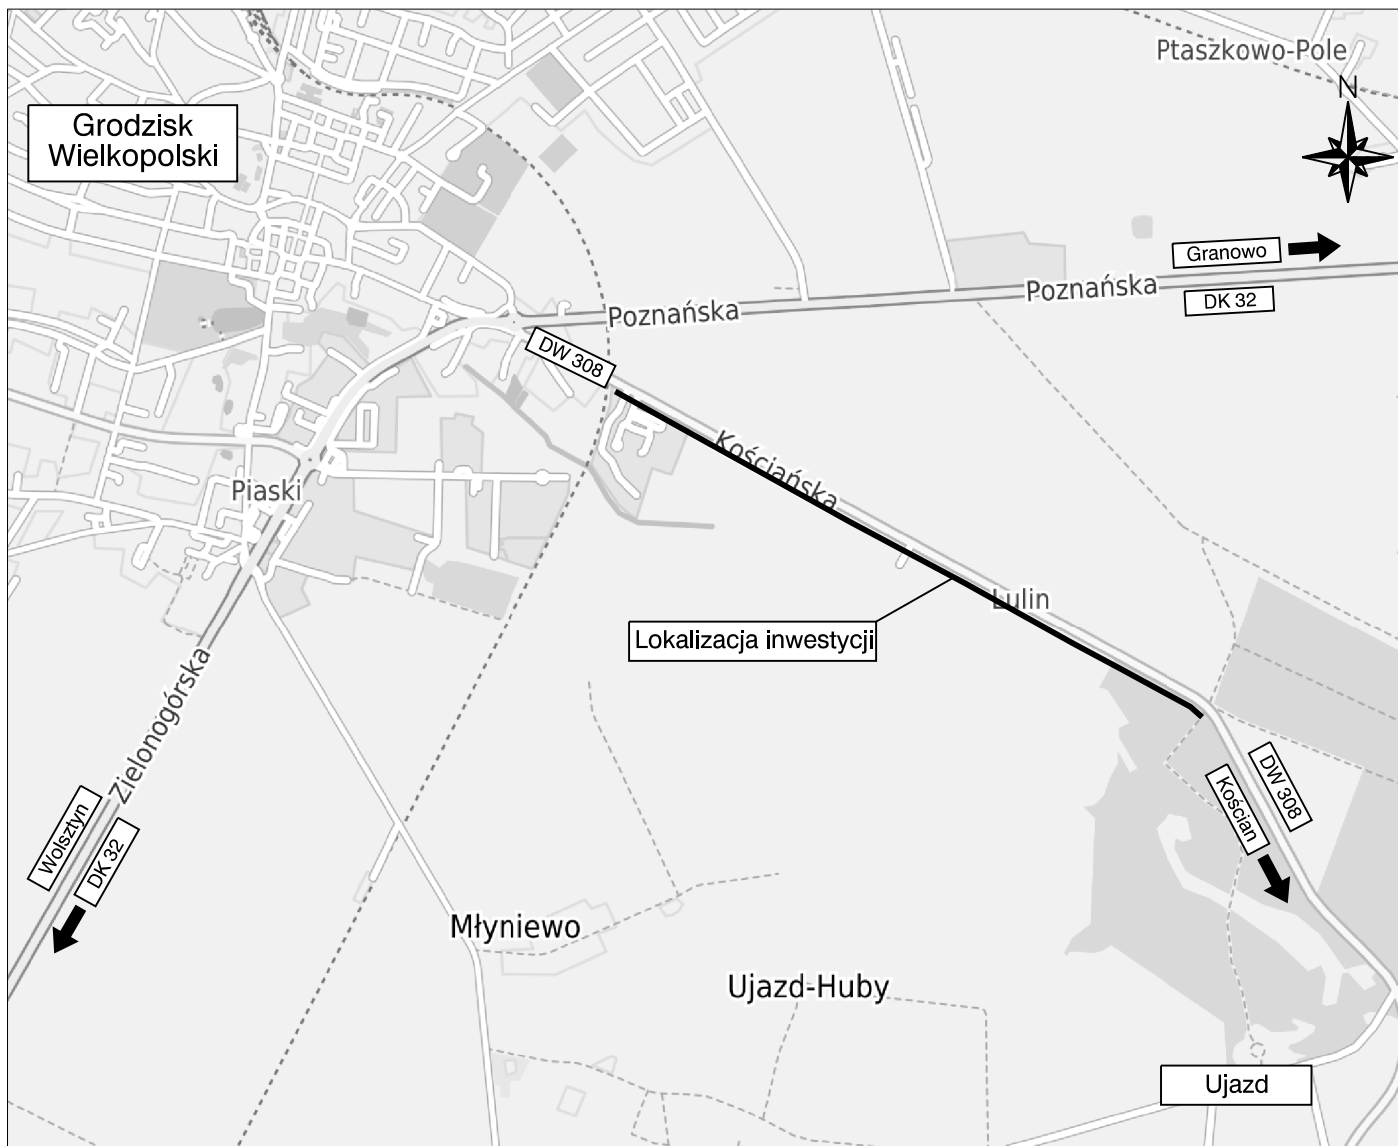 Ptaszkowo-Pole
N
Grodzisk
Wielkopolski
Granowo
Poznańska
DK 32
Poznańska
DW 308
Kościańska
Piaski
Lulin
Lokalizacja inwestycji
Zielonogórska
DW 308
Kościan
Wolsztyn
DK 32
Młyniewo
Ujazd-Huby
Ujazd